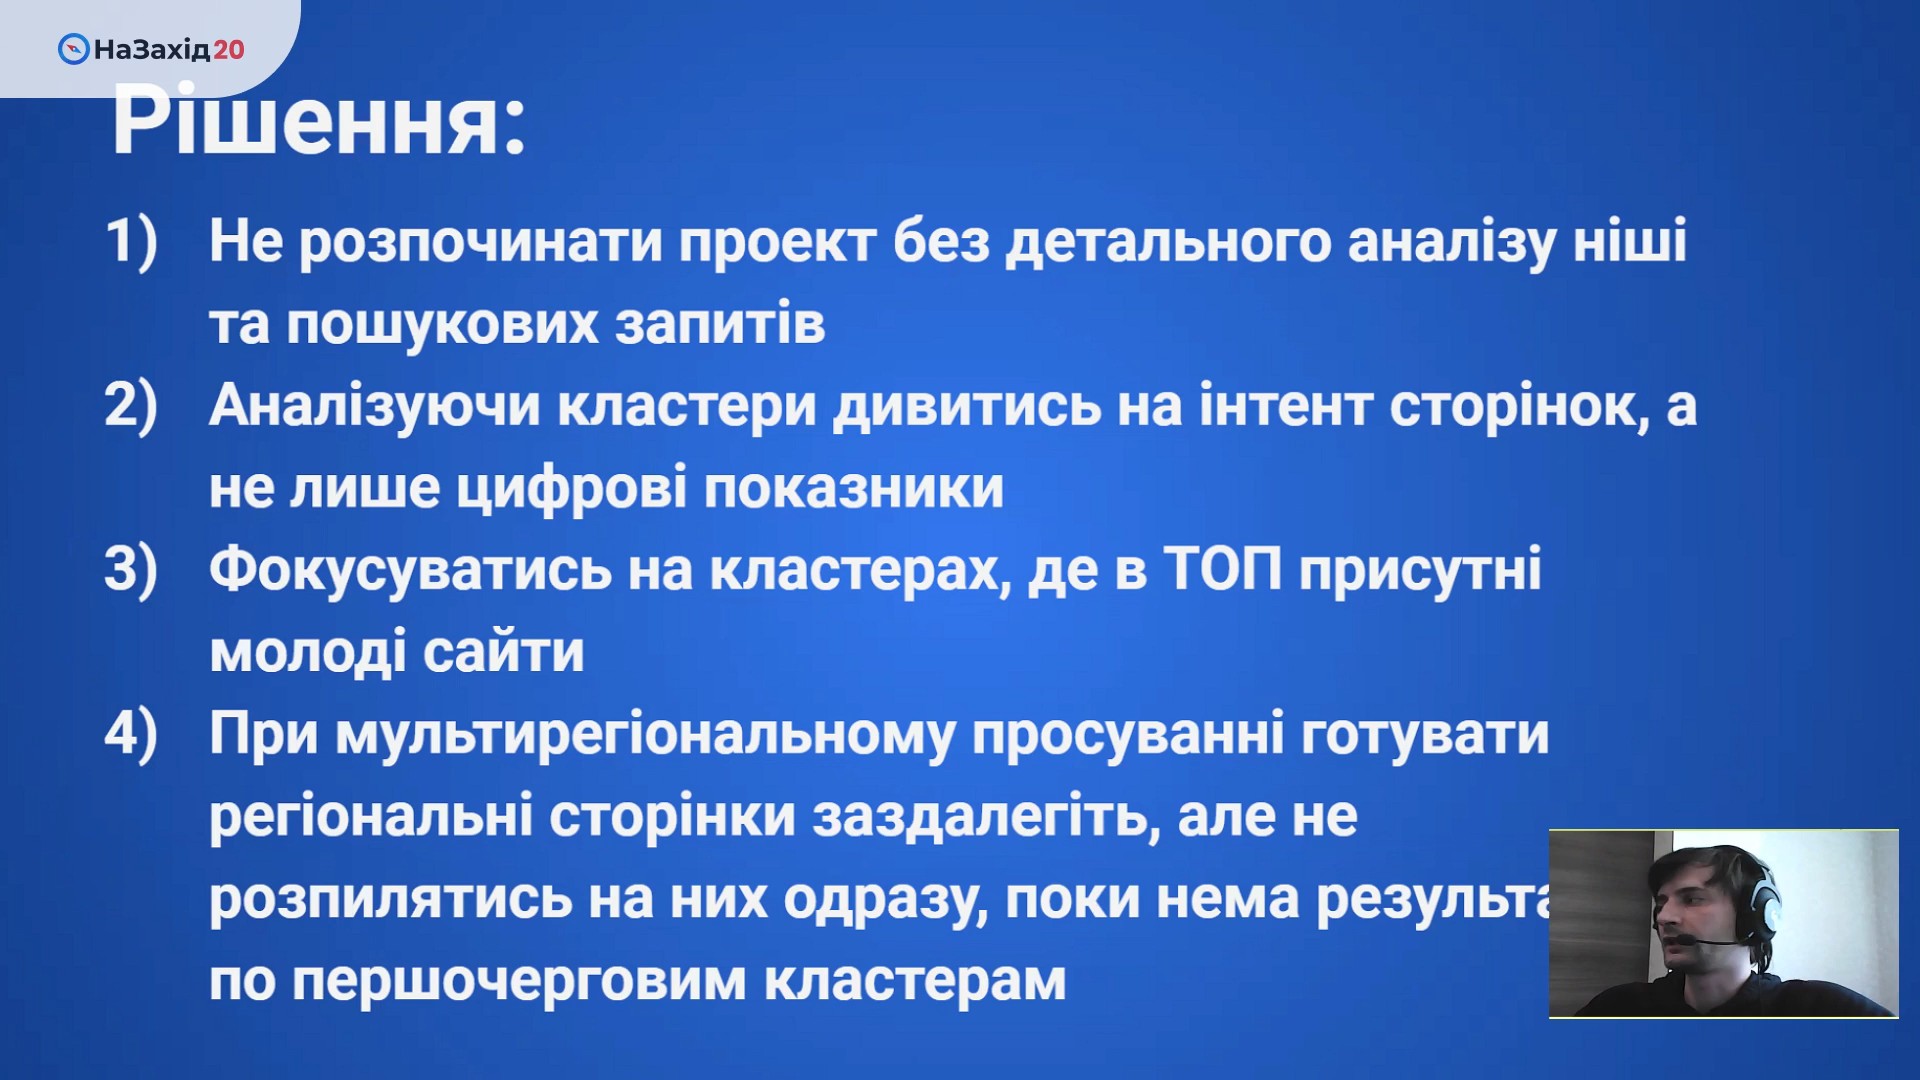 НаЗахід20
Рішення:
1) Не розпочинати проект без детального аналізу ніші
та пошукових запитів
2) Аналізуючи кластери дивитись на інтент сторінок, а
не лише цифрові показники
3) Фокусуватись на кластерах, де в ТОП присутні
молоді сайти
4) При мультирегіональному просуванні готувати
регіональні сторінки заздалегіть, але не
розпилятись на них одразу, поки нема
по першочерговим кластерам